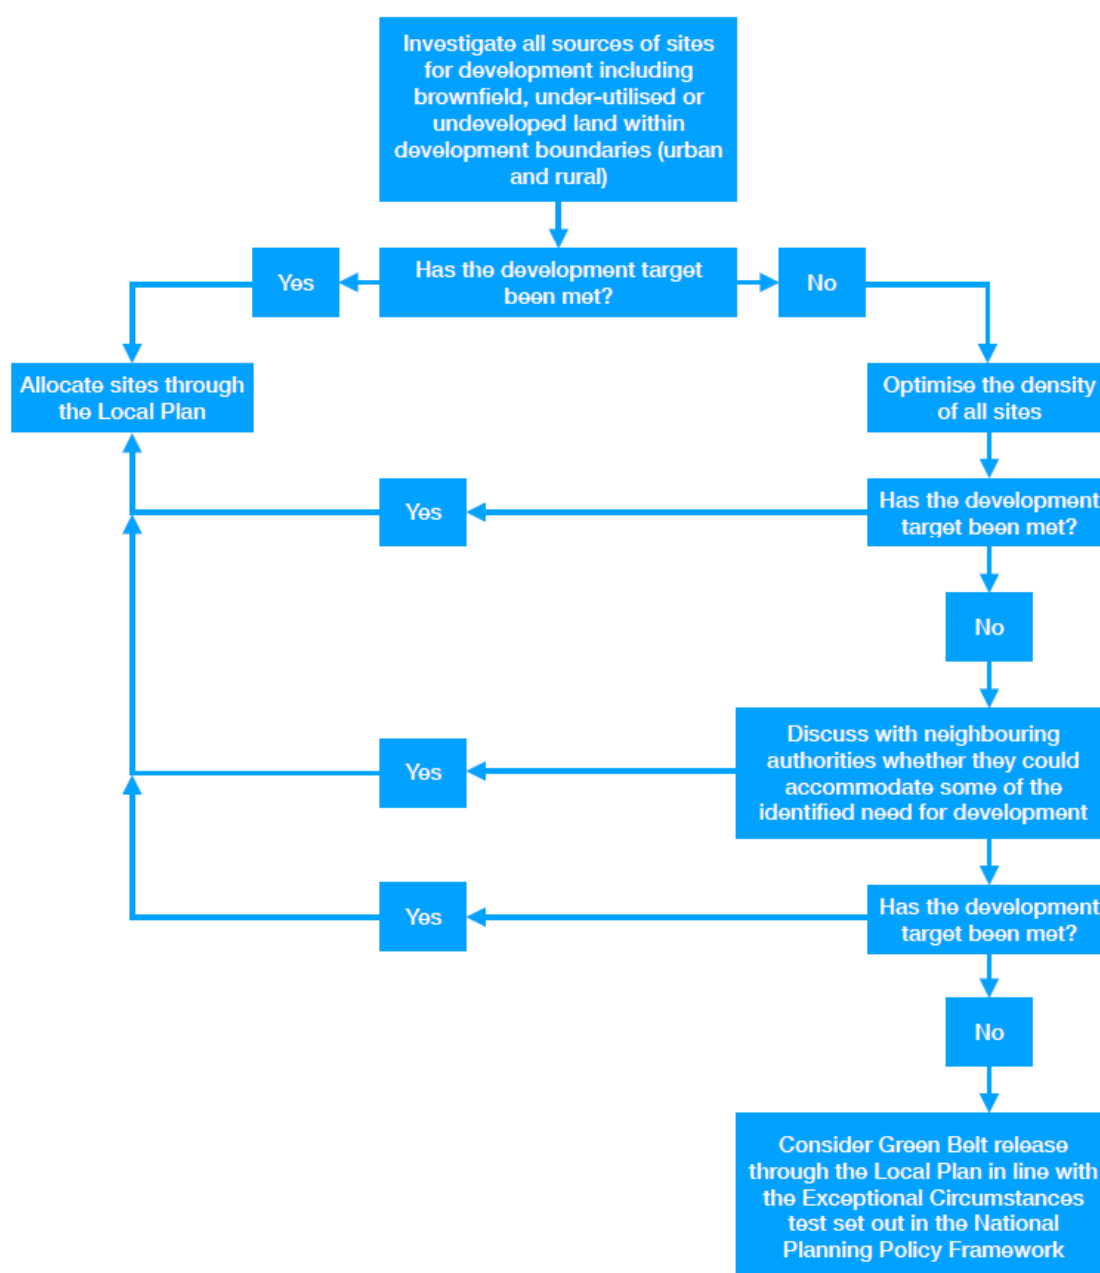 Investigate all sources of sites
for development including
brownfield, under-utilised or
undeveloped land within
development boundaries (urban
and rural)
Yes
Has the development target
been met?
No
Allocate sites through
the Local Plan
Optimise the density
of all sites
Yes
Has the development
target been met?
No
Discuss with neighbouring
authorities whether they could
accommodate some of the
identified need for development
Yes
Yes
Has the development
target been met?
No
Consider Green Belt release
through the Local Plan in line with
the Exceptional Circumstances
test set out in the National
Planning Policy Framework